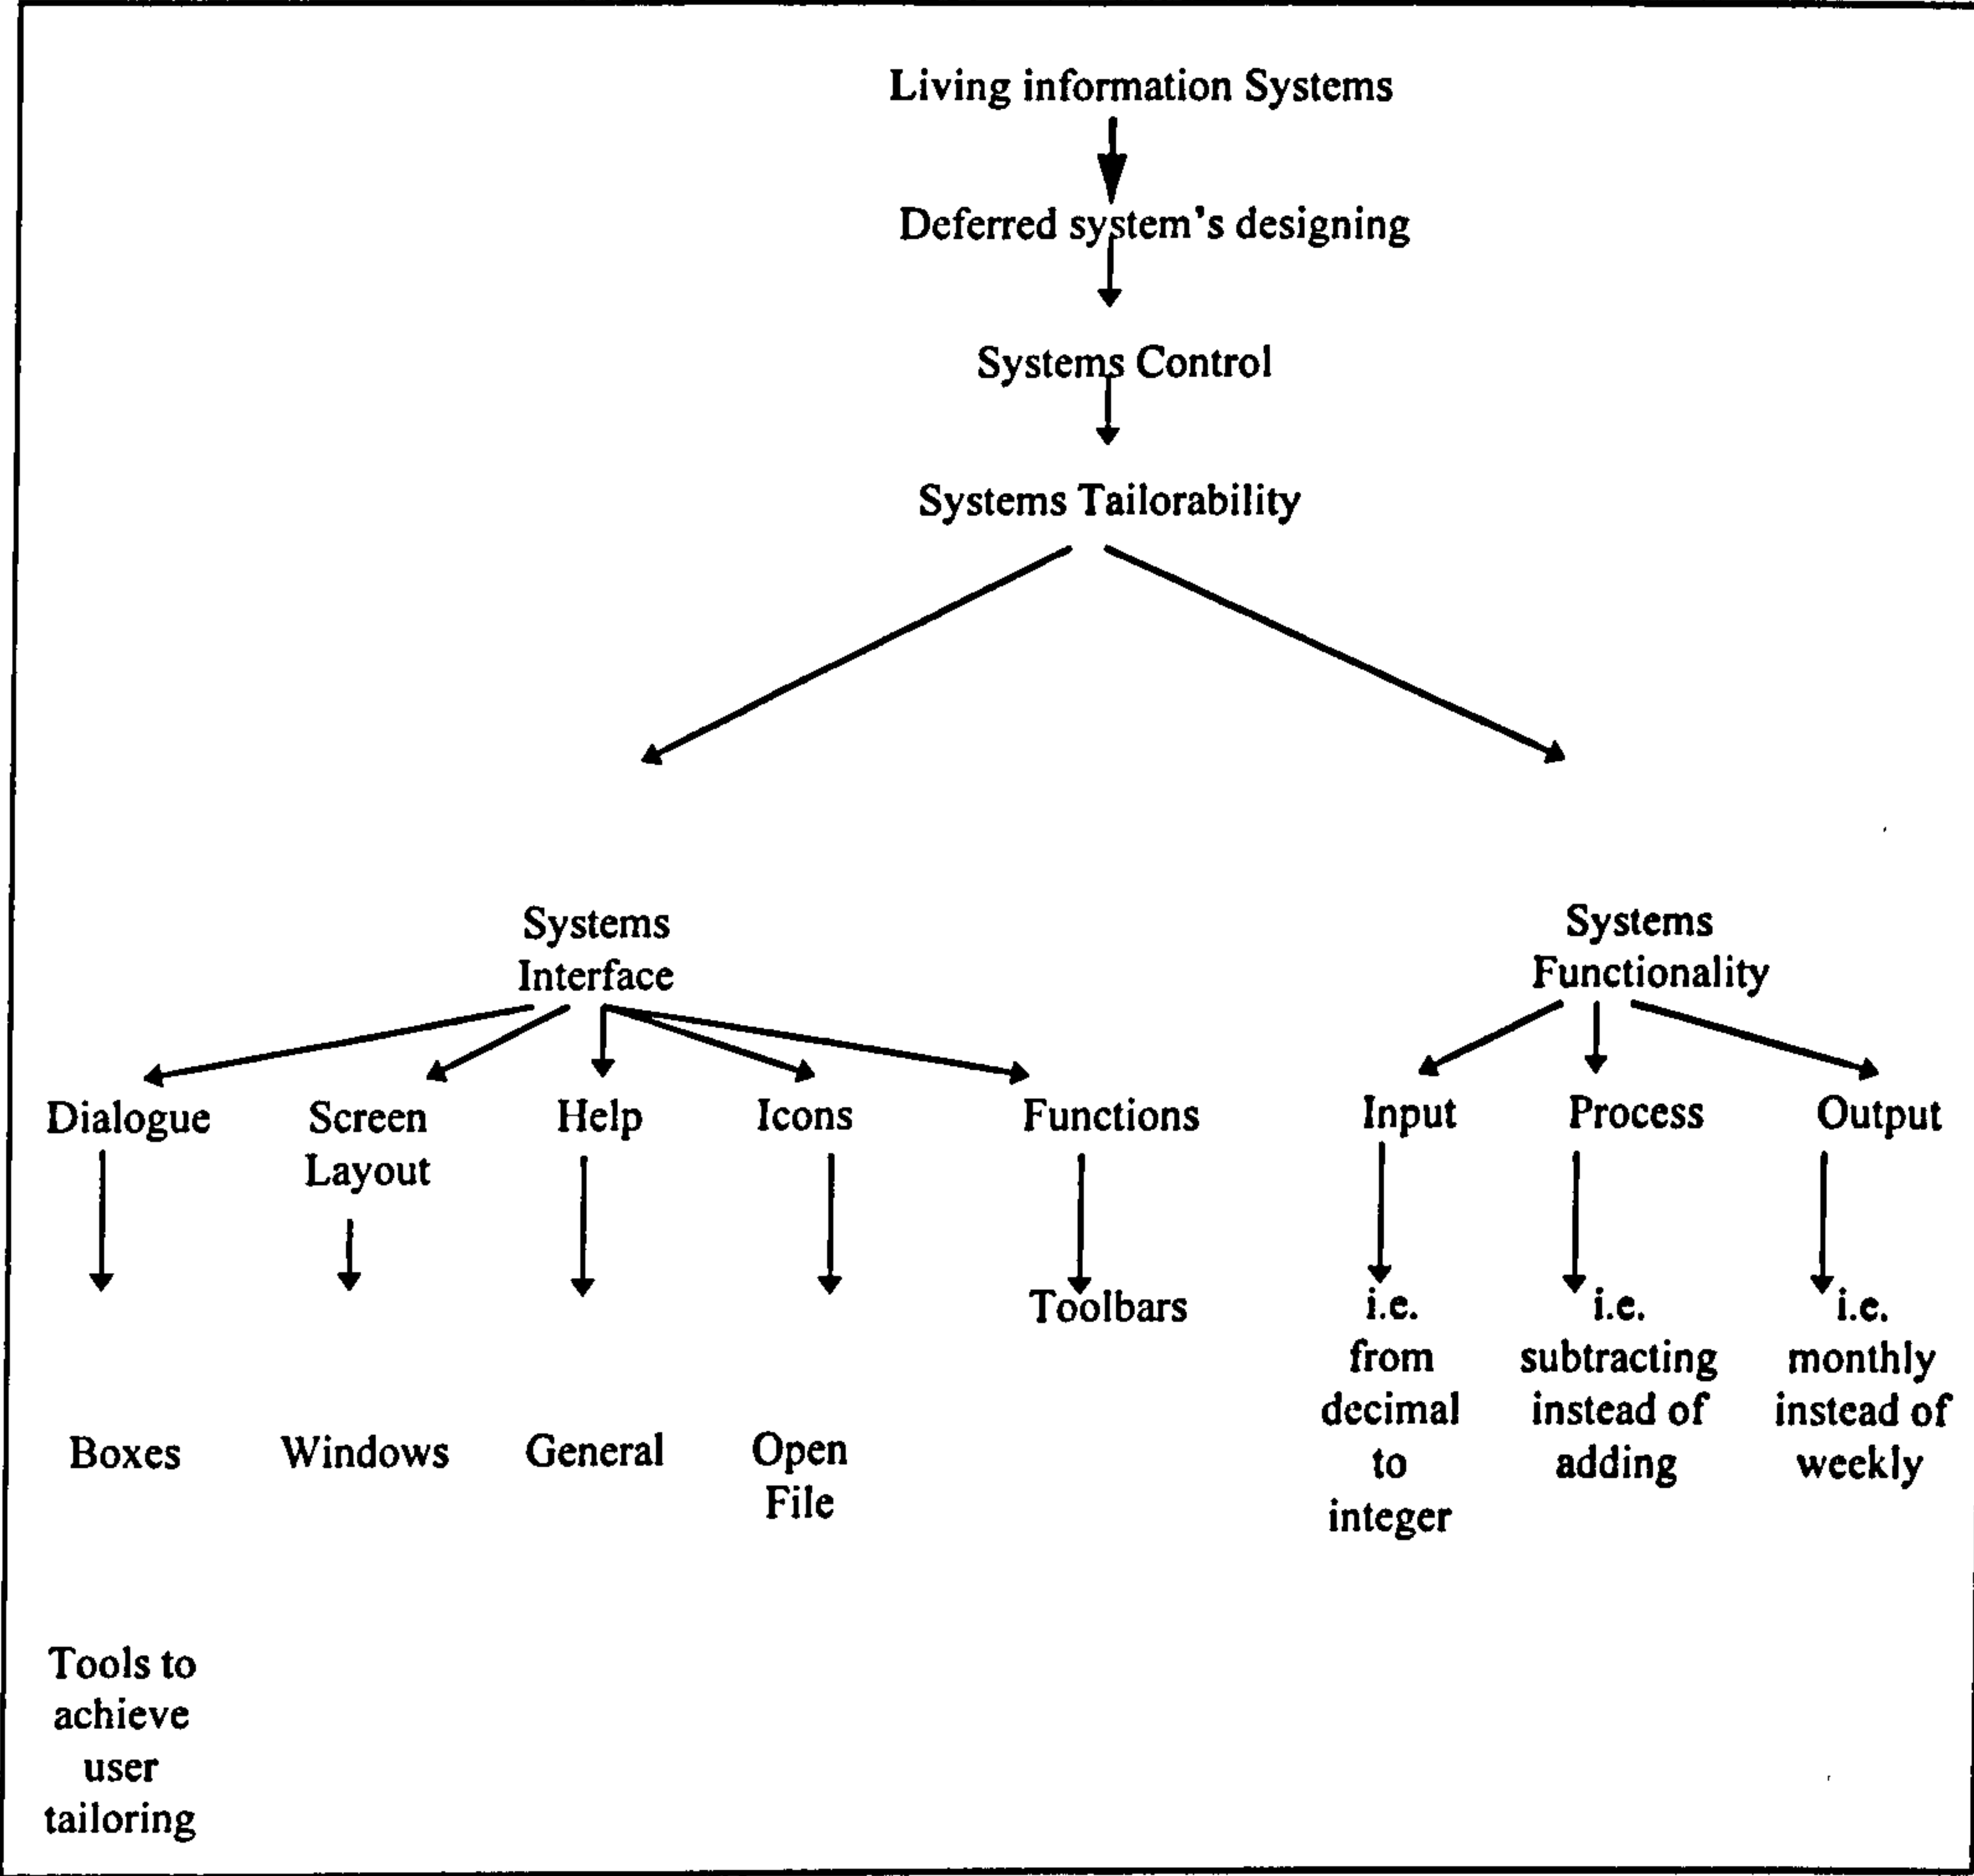 Living information Systems
Deferred system's designing
Systems Control
Systems Tailorability
Systems
Interface
Systems
Functionality
Dialogue
Screen
Layout
Help
Icons
Functions
Input
Process
Output
Boxes
Windows
General
Open
File
Toolbars
i.e.
from
decimal
to
integer
i.e.
subtracting
instead of
adding
i.e.
monthly
instead of
weekly
Tools to
achieve
user
tailoring